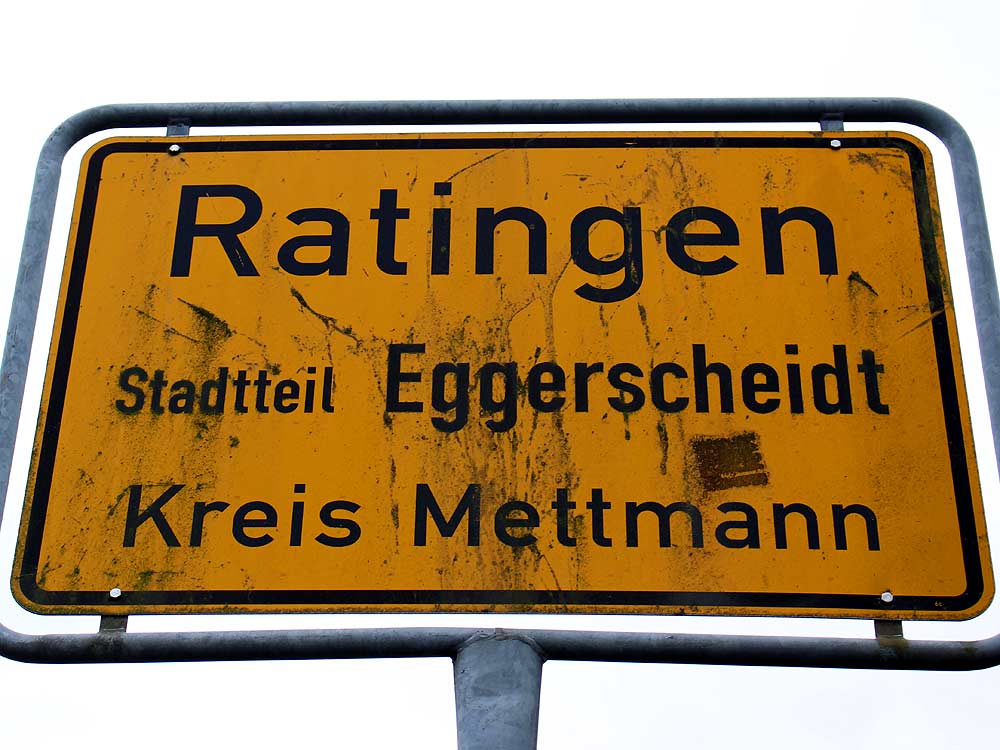 Ratingen
Stadtteil Eggerscheidt
Kreis Mettmann